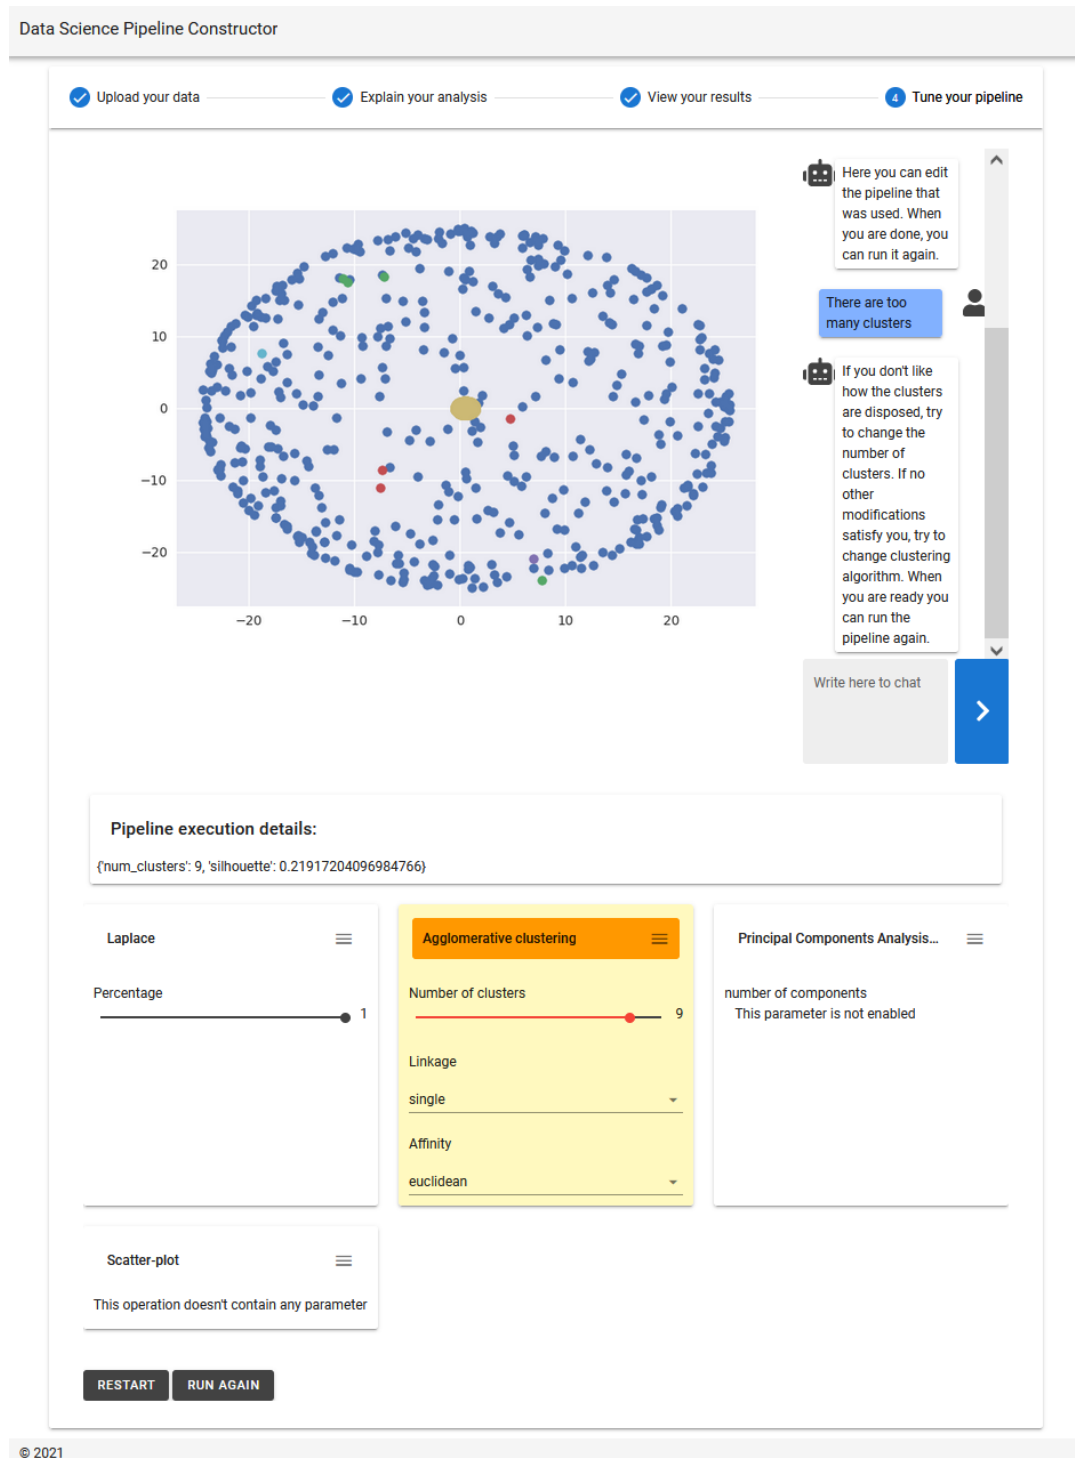 Data Science Pipeline Constructor
Upload your data
Explain your analysis
View your results
4 Tune your pipeline
20
10
0
−10
−20
−20 −10 0 10 20
Here you can edit
the pipeline that
was used. When
you are done, you
can run it again.
There are too
many clusters
If you don't like
how the clusters
are disposed, try
to change the
number of
clusters. If no
other
modifications
satisfy you, try to
change clustering
algorithm. When
you are ready you
can run the
pipeline again.
Write here to chat
Pipeline execution details:
{'num_clusters': 9, 'silhouette': 0.21917204096984766}
Laplace
Percentage
1
Agglomerative clustering
Number of clusters
9
Linkage
single
Affinity
euclidean
Principal Components Analysis...
number of components
This parameter is not enabled
Scatter-plot
This operation doesn't contain any parameter
RESTART
RUN AGAIN
© 2021